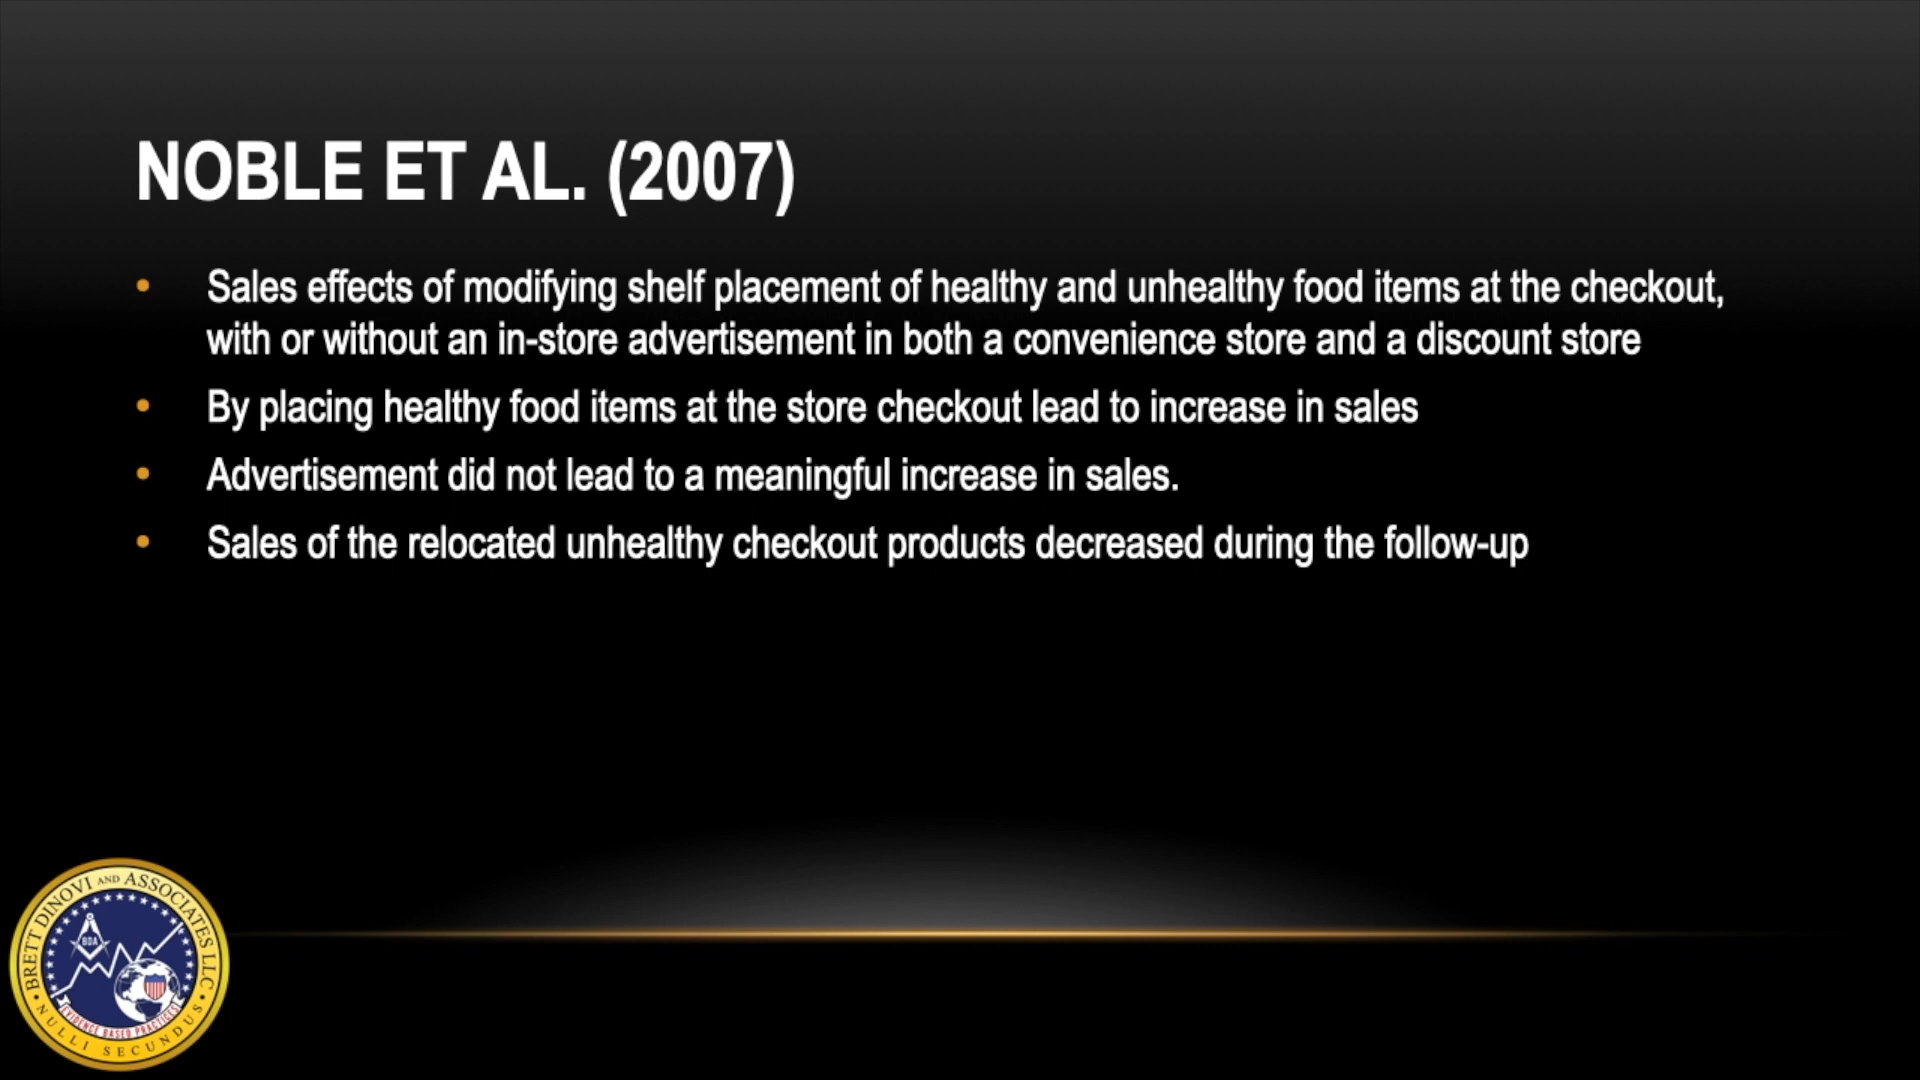 NOBLE ET AL. (2007)
• Sales effects of modifying shelf placement of healthy and unhealthy food items at the checkout,
with or without an in-store advertisement in both a convenience store and a discount store
• By placing healthy food items at the store checkout lead to increase in sales
• Advertisement did not lead to a meaningful increase in sales.
• Sales of the relocated unhealthy checkout products decreased during the follow-up
BRETT DINOVI AND ASSOCIATES LLC
BDA
EVIDENCE BASED PRACTICES
• NULLI SECUNDUS •